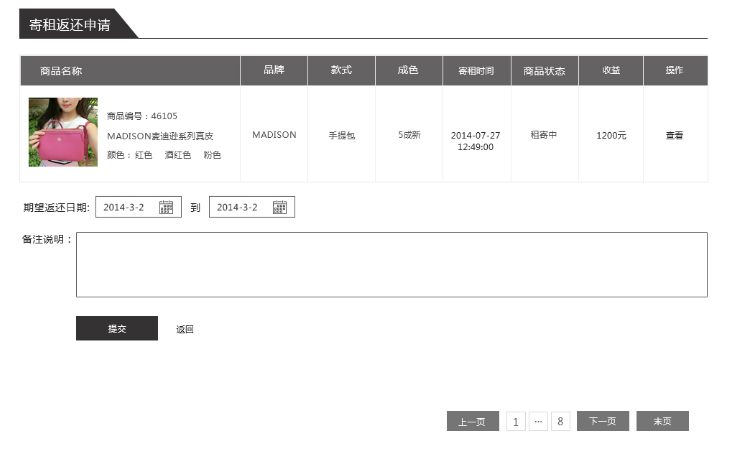 寄租返还申请
商品名称 品牌 款式 成色 寄租时间 商品状态 收益 操作
商品编号：46105
MADISON麦迪逊系列真皮
颜色： 红色 酒红色 粉色
MADISON 手提包 5成新 2014-07-27 租寄中 1200元 查看
12:49:00
期望返还日期: 2014-3-2 到 2014-3-2
备注说明：
提交 返回
上一页 1 ··· 8 下一页 末页